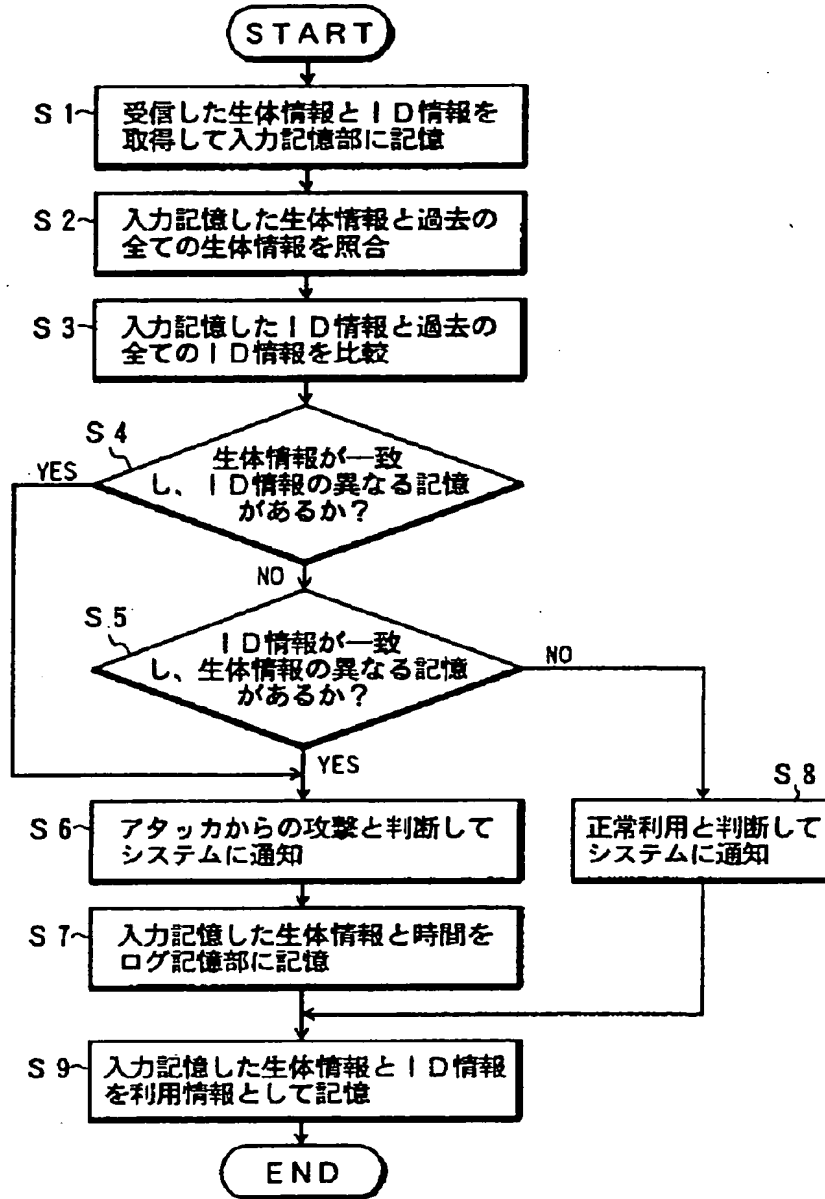 START
S1 受信した生体情報とID情報を
取得して入力記憶部に記憶
S2 入力記憶した生体情報と過去の
全ての生体情報を照合
S3 入力記憶したID情報と過去の
全てのID情報を比較
S4
生体情報が一致
YES
し、ID情報の異なる記憶
があるか?
NO
S5
ID情報が一致
し、生体情報の異なる記憶
NO
があるか?
YES
S8
S6 アタッカからの攻撃と判断して
システムに通知
正常利用と判断して
システムに通知
S7 入力記憶した生体情報と時間を
ログ記憶部に記憶
S9 入力記憶した生体情報とID情報
を利用情報として記憶
END